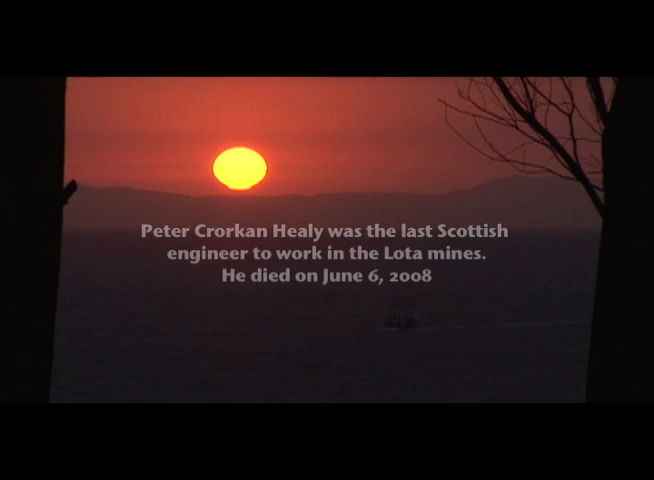 Peter Crorkan Healy was the last Scottish
engineer to work in the Lota mines.
He died on June 6, 2008